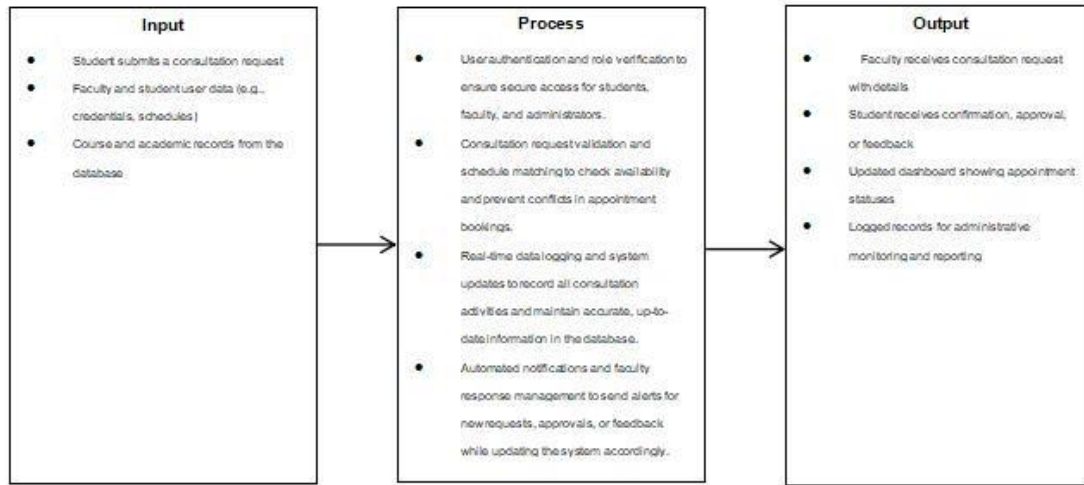 Input
● Student submits a consultation request
● Faculty and student user data (e.g.,
credentials, schedules)
● Course and academic records from the
database
Process
● User authentication and role verification to
ensure secure access for students,
faculty, and administrators.
● Consultation request validation and
schedule matching to check availability
and prevent conflicts in appointment
bookings.
● Real-time data logging and system
updates to record all consultation
activities and maintain accurate, up-to-
date information in the database.
● Automated notifications and faculty
response management to send alerts for
new requests, approvals, or feedback
while updating the system accordingly.
Output
● Faculty receives consultation request
with details
● Student receives confirmation, approval,
or feedback
● Updated dashboard showing appointment
statuses
● Logged records for administrative
monitoring and reporting